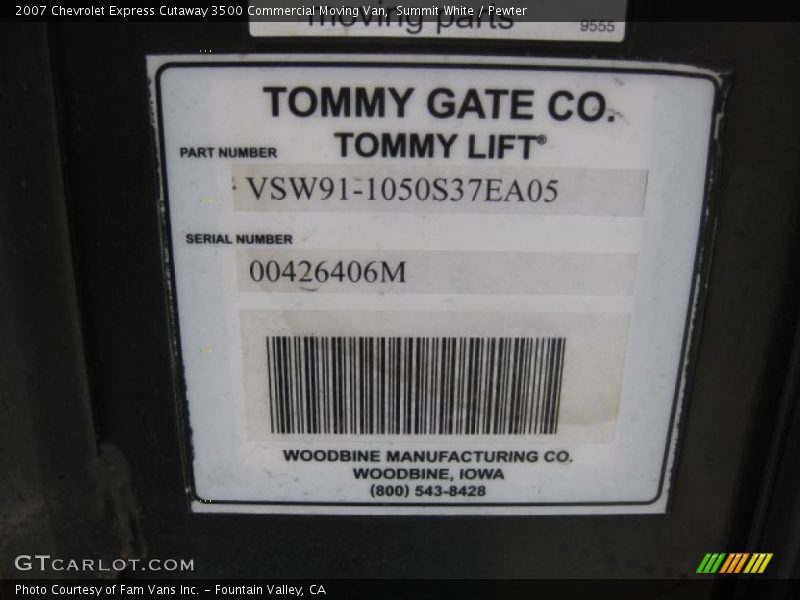 2007 Chevrolet Express Cutaway 3500 Commercial Moving Van, Summit White / Pewter
moving parts
9555
TOMMY GATE CO.
TOMMY LIFT®
PART NUMBER
VSW91-1050S37EA05
SERIAL NUMBER
00426406M
WOODBINE MANUFACTURING CO.
WOODBINE, IOWA
(800) 543-8428
GTCARLOT.COM
Photo Courtesy of Fam Vans Inc. – Fountain Valley, CA